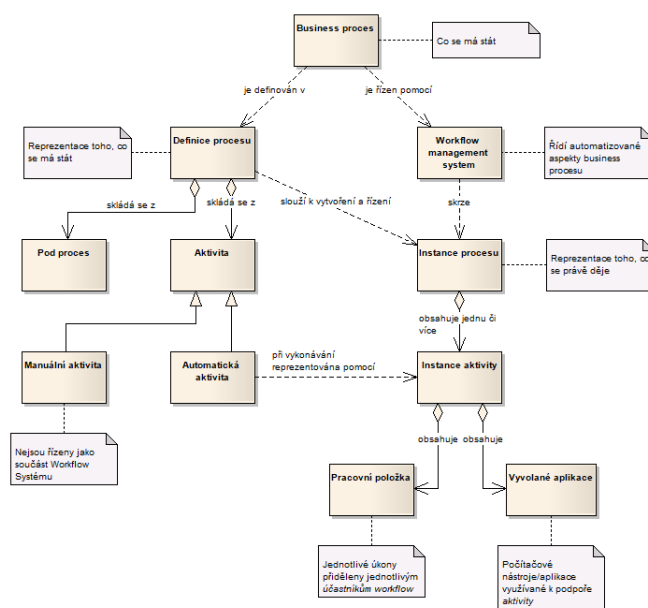 Business proces
Co se má stát
je definován v
je řízen pomocí
Reprezentace toho, co
se má stát
Definice procesu
Workflow
management
system
Řídí automatizované
aspekty business
procesu
skládá se z
skládá se z
slouží k vytvoření a řízení
skrze
Pod proces
Aktivita
Instance procesu
Reprezentace toho, co
se právě děje
obsahuje jednu či
více
Manuální aktivita
Automatická
aktivita
při vykonávání
reprezentována pomocí
Instance aktivity
Nejsou řízeny jako
součást Workflow
Systému
obsahuje
obsahuje
Pracovní položka
Vyvolané aplikace
Jednotlivé úkony
přiděleny jednotlivým
účastníkům workflow
Počítačové
nástroje/aplikace
využívané k podpoře
aktivity